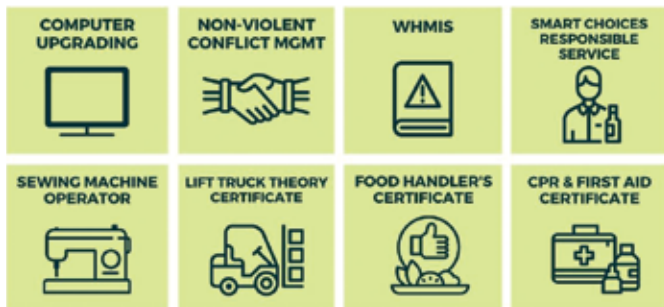 COMPUTER
UPGRADING
NON-VIOLENT
CONFLICT MGMT
WHMIS
SMART CHOICES
RESPONSIBLE
SERVICE
SEWING MACHINE
OPERATOR
LIFT TRUCK THEORY
CERTIFICATE
FOOD HANDLER'S
CERTIFICATE
CPR & FIRST AID
CERTIFICATE